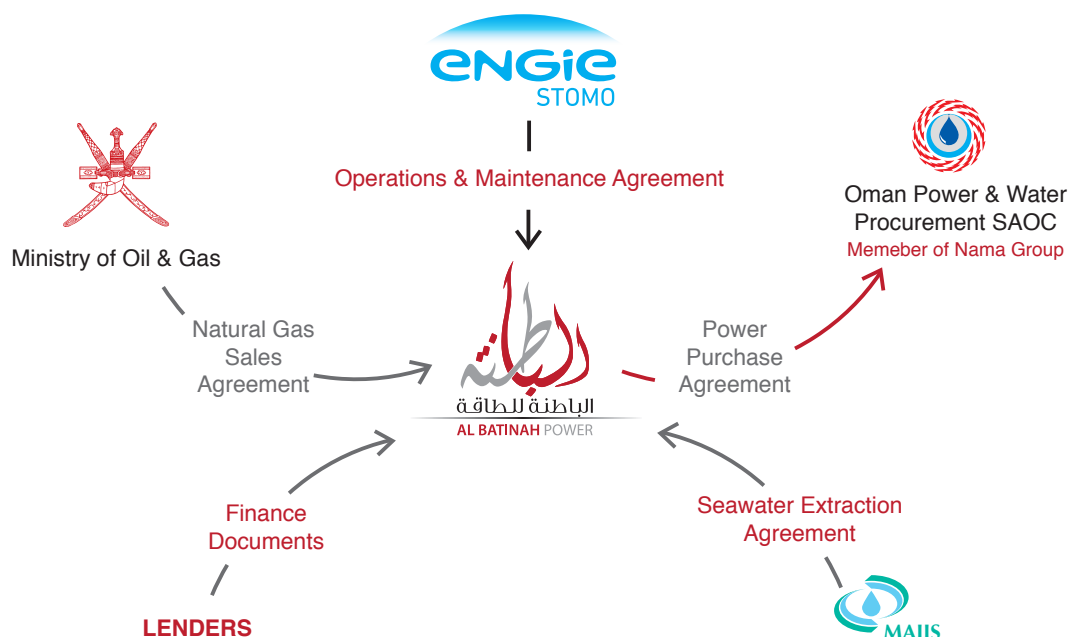 ENGIE
STOMO
Operations & Maintenance Agreement
Ministry of Oil & Gas
Oman Power & Water
Procurement SAOC
Memeber of Nama Group
Natural Gas
Sales
Agreement
Power
Purchase
Agreement
الباطنة
الباطنة للطاقة
AL BATINAH POWER
Finance
Documents
Seawater Extraction
Agreement
LENDERS
MAJIS